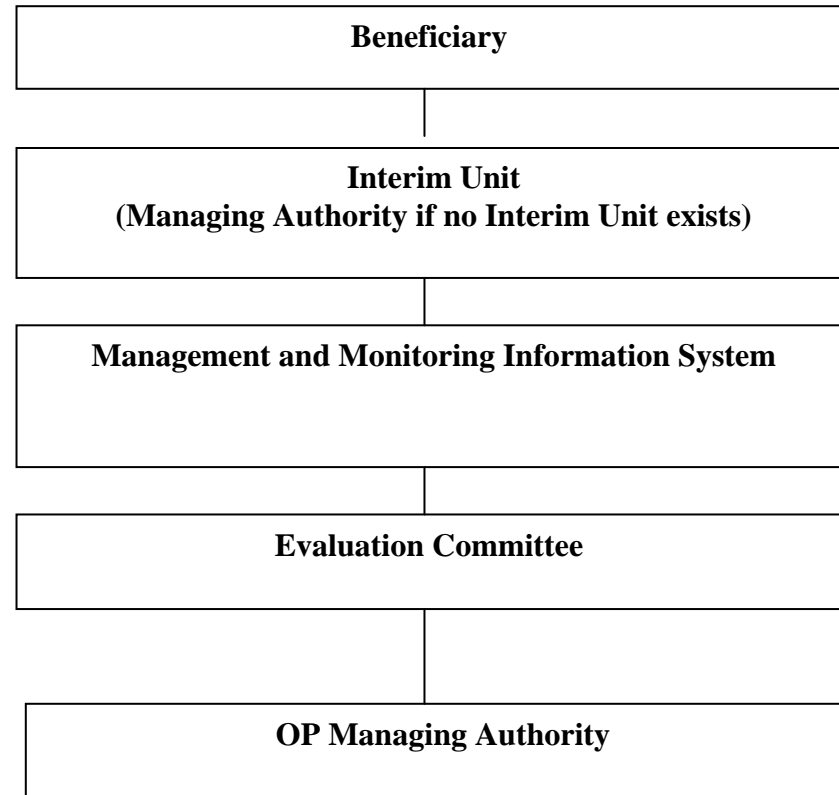 Beneficiary
Interim Unit
(Managing Authority if no Interim Unit exists)
Management and Monitoring Information System
Evaluation Committee
OP Managing Authority